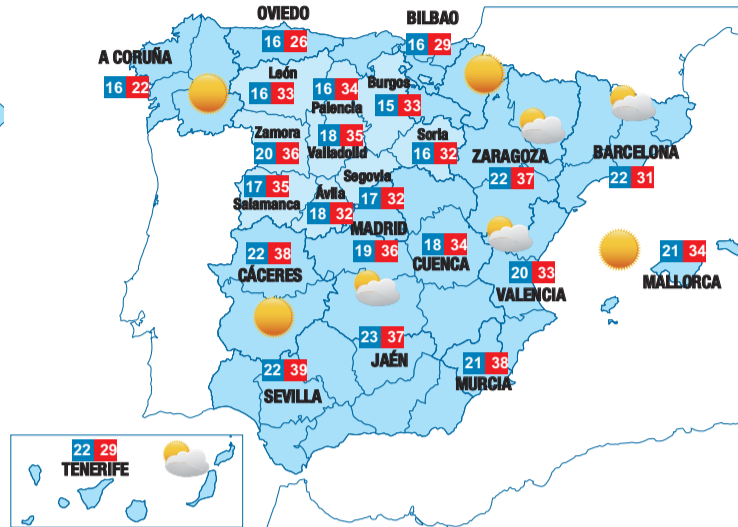 OVIEDO
16 26
BILBAO
16 29
A CORUÑA
16 22
León
16 33
16 34
Palencia
Burgos
15 33
Zamora
20 36
18 35
Valladolid
Soria
16 32
ZARAGOZA
22 37
BARCELONA
22 31
17 35
Salamanca
Ávila
18 32
Segovia
17 32
MADRID
19 36
18 34
CUENCA
22 38
CÁCERES
20 33
VALENCIA
21 34
MALLORCA
23 37
JAÉN
22 39
SEVILLA
21 38
MURCIA
22 29
TENERIFE